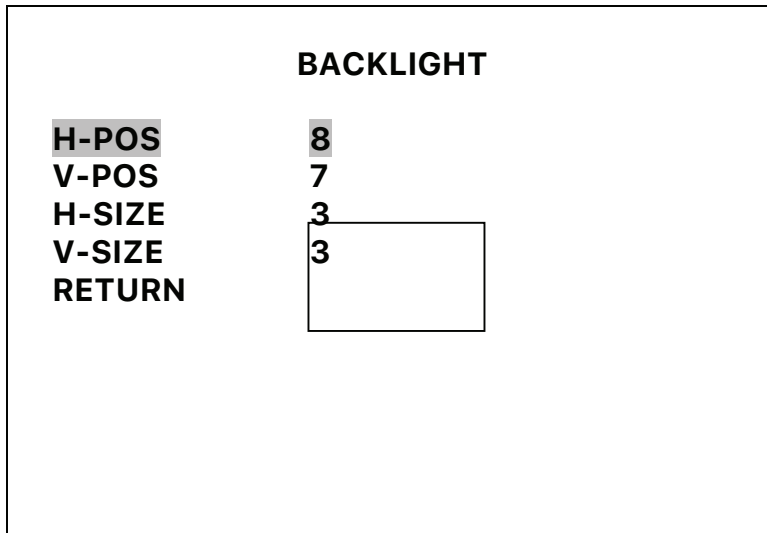 BACKLIGHT
H-POS 8
V-POS 7
H-SIZE 3
V-SIZE 3
RETURN